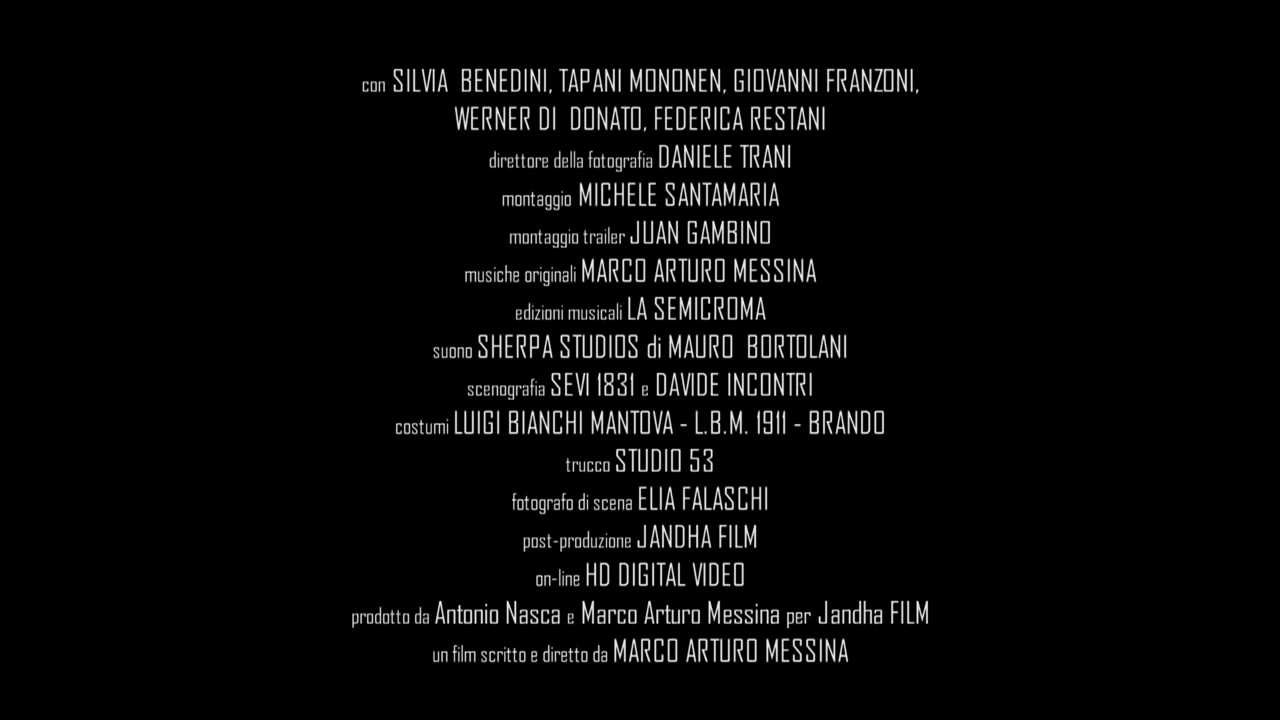 con SILVIA BENEDINI, TAPANI MONONEN, GIOVANNI FRANZONI,
WERNER DI DONATO, FEDERICA RESTANI
direttore della fotografia DANIELE TRANI
montaggio MICHELE SANTAMARIA
montaggio trailer JUAN GAMBINO
musiche originali MARCO ARTURO MESSINA
edizioni musicali LA SEMICROMA
suono SHERPA STUDIOS di MAURO BORTOLANI
scenografia SEVI 1831 e DAVIDE INCONTRI
costumi LUIGI BIANCHI MANTOVA - L.B.M. 1911 - BRANDO
trucco STUDIO 53
fotografo di scena ELIA FALASCHI
post-produzione JANDHA FILM
on-line HD DIGITAL VIDEO
prodotto da Antonio Nasca e Marco Arturo Messina per Jandha FILM
un film scritto e diretto da MARCO ARTURO MESSINA